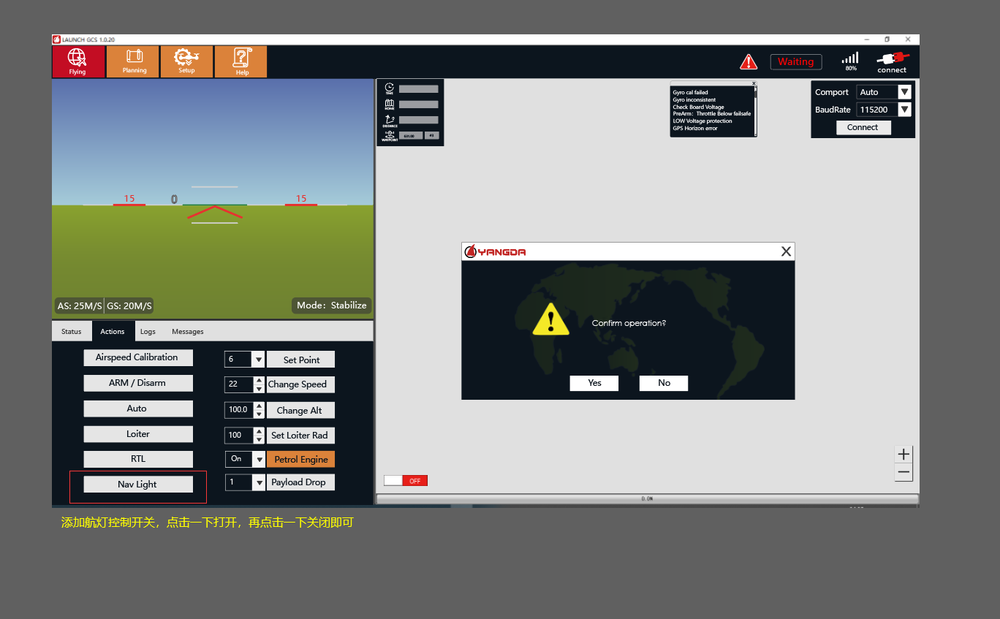 LAUNCH GCS 1.0.20
Flying
Planning
Setup
Help
Waiting
80%
connect
TIME
HOME
DISTANCE
WAYPOINT
631.00
#3
X
Gyro cal failed
Gyro inconsistent
Check Board Voltage
PreArm: Throttle Below failsafe
LOW Voltage protection
GPS Horizon error
Comport Auto
BaudRate 115200
Connect
15 0 15
AS: 25M/S GS: 20M/S
Mode: Stabilize
YANGDA X
Confirm operation?
Yes No
Status Actions Logs Messages
Airspeed Calibration 6 Set Point
ARM / Disarm 22 Change Speed
Auto 100.0 Change Alt
Loiter 100 Set Loiter Rad
RTL On Petrol Engine
Nav Light 1 Payload Drop
OFF
添加航灯控制开关，点击一下打开，再点击一下关闭即可